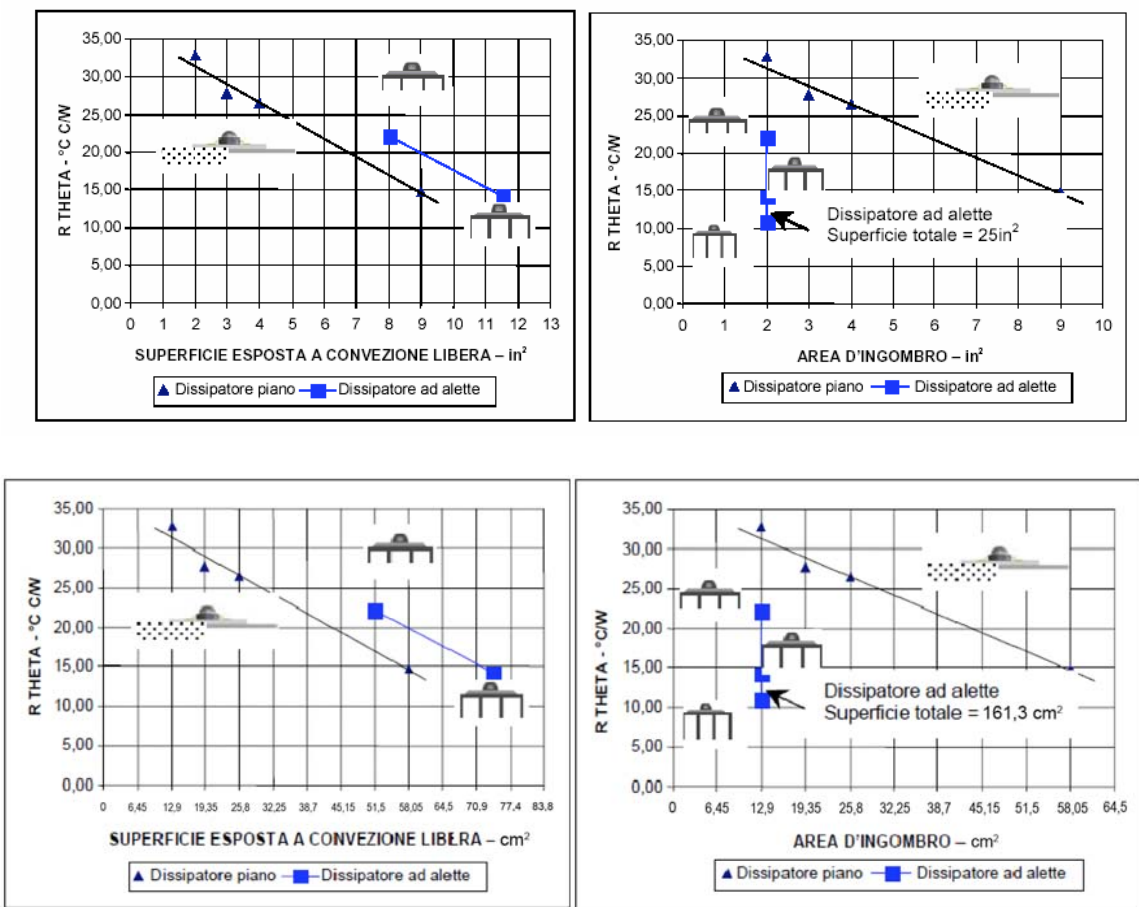 35,00
30,00
25,00
20,00
15,00
10,00
5,00
0,00
R THETA - °C C/W
0 1 2 3 4 5 6 7 8 9 10 11 12 13
SUPERFICIE ESPOSTA A CONVEZIONE LIBERA – in²
Dissipatore piano Dissipatore ad alette
35,00
30,00
25,00
20,00
15,00
10,00
5,00
0,00
R THETA - °C/W
Dissipatore ad alette
Superficie totale = 25in²
0 1 2 3 4 5 6 7 8 9 10
AREA D'INGOMBRO – in²
Dissipatore piano Dissipatore ad alette
35,00
30,00
25,00
20,00
15,00
10,00
5,00
0,00
R THETA - °C C/W
0 6,45 12,9 19,35 25,8 32,25 38,7 45,15 51,5 58,05 64,5 70,9 77,4 83,8
SUPERFICIE ESPOSTA A CONVEZIONE LIBERA – cm²
Dissipatore piano Dissipatore ad alette
35,00
30,00
25,00
20,00
15,00
10,00
5,00
0,00
R THETA - °C/W
Dissipatore ad alette
Superficie totale = 161,3 cm²
0 6,45 12,9 19,35 25,8 32,25 38,7 45,15 51,5 58,05 64,5
AREA D'INGOMBRO – cm²
Dissipatore piano Dissipatore ad alette